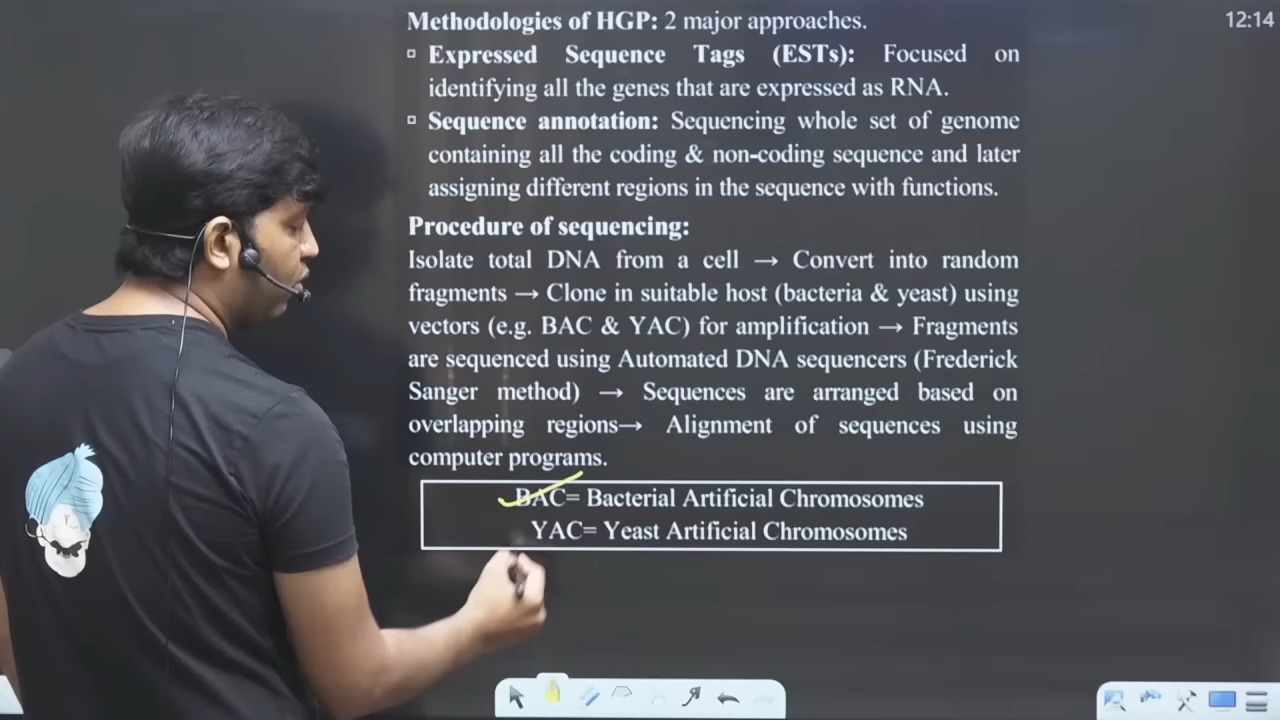 12:14
Methodologies of HGP: 2 major approaches.
▫ Expressed Sequence Tags (ESTs): Focused on
identifying all the genes that are expressed as RNA.
▫ Sequence annotation: Sequencing whole set of genome
containing all the coding & non-coding sequence and later
assigning different regions in the sequence with functions.
Procedure of sequencing:
Isolate total DNA from a cell → Convert into random
fragments → Clone in suitable host (bacteria & yeast) using
vectors (e.g. BAC & YAC) for amplification → Fragments
are sequenced using Automated DNA sequencers (Frederick
Sanger method) → Sequences are arranged based on
overlapping regions→ Alignment of sequences using
computer programs.
BAC= Bacterial Artificial Chromosomes
YAC= Yeast Artificial Chromosomes